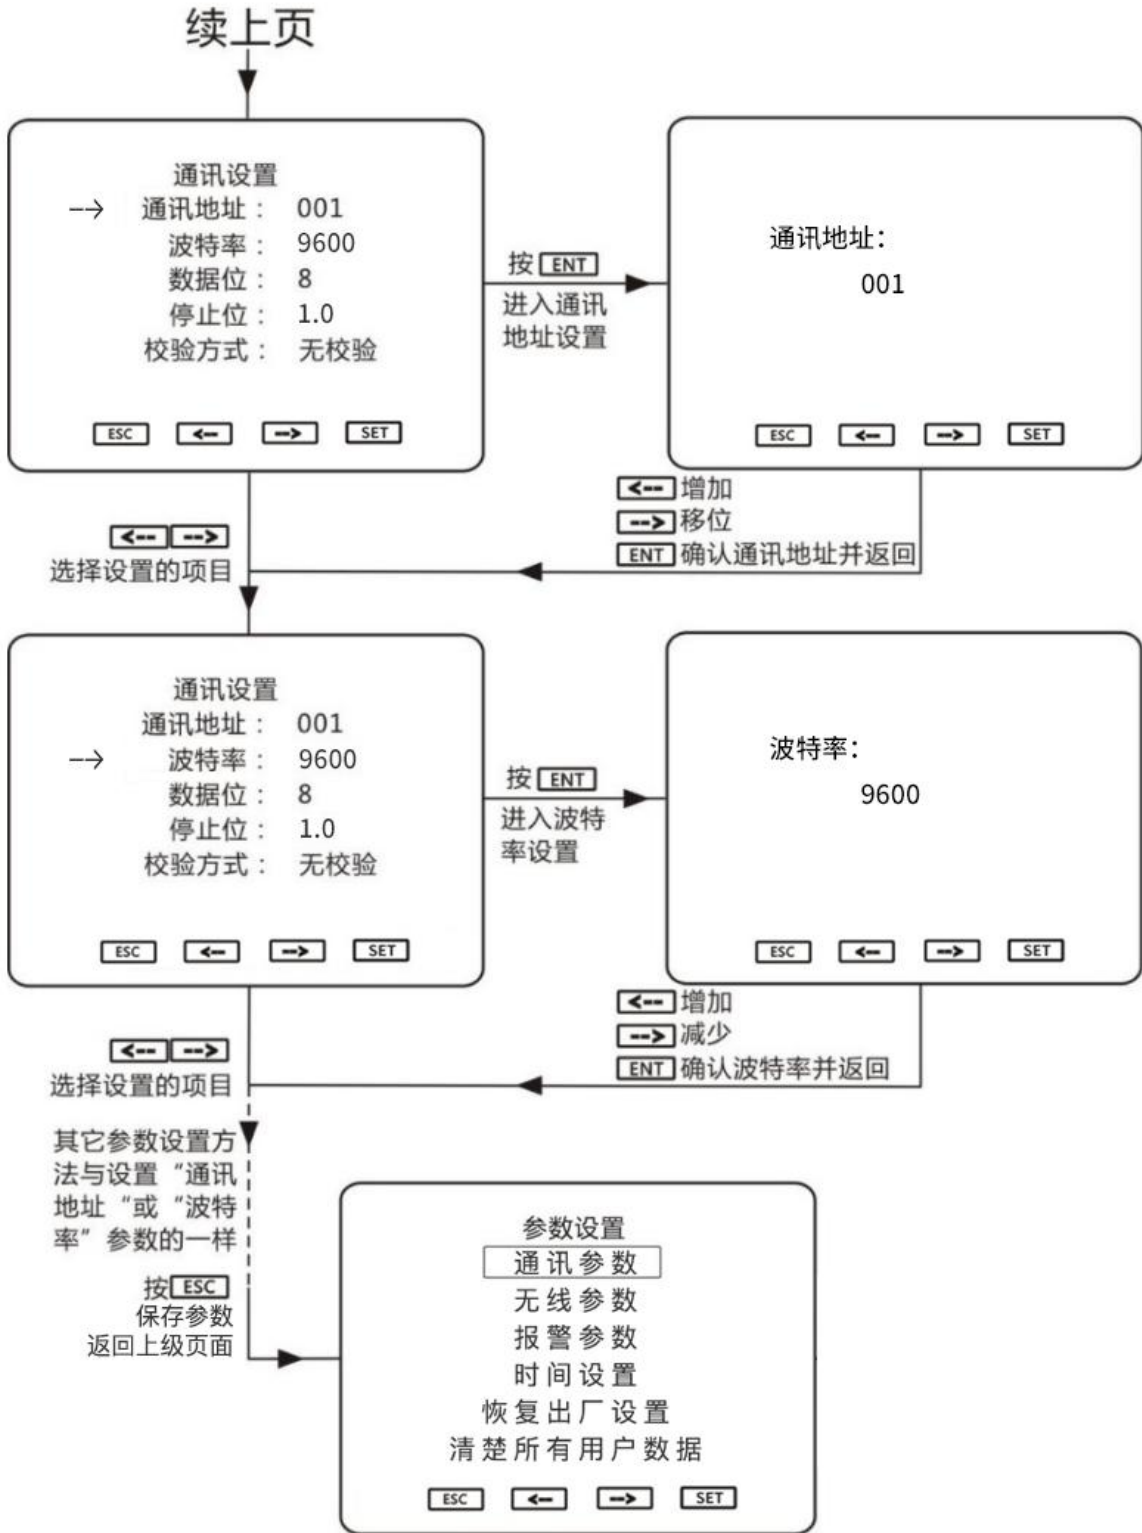 续上页
通讯设置
--> 通讯地址： 001
波特率： 9600
数据位： 8
停止位： 1.0
校验方式： 无校验
ESC <-- --> SET
按 ENT
进入通讯
地址设置
通讯地址：
001
ESC <-- --> SET
<-- 增加
--> 移位
ENT 确认通讯地址并返回
<-- -->
选择设置的项目
通讯设置
通讯地址： 001
--> 波特率： 9600
数据位： 8
停止位： 1.0
校验方式： 无校验
ESC <-- --> SET
按 ENT
进入波特
率设置
波特率：
9600
ESC <-- --> SET
<-- 增加
--> 减少
ENT 确认波特率并返回
<-- -->
选择设置的项目
其它参数设置方
法与设置“通讯
地址“或“波特
率”参数的一样
按 ESC
保存参数
返回上级页面
参数设置
通讯参数
无线参数
报警参数
时间设置
恢复出厂设置
清楚所有用户数据
ESC <-- --> SET